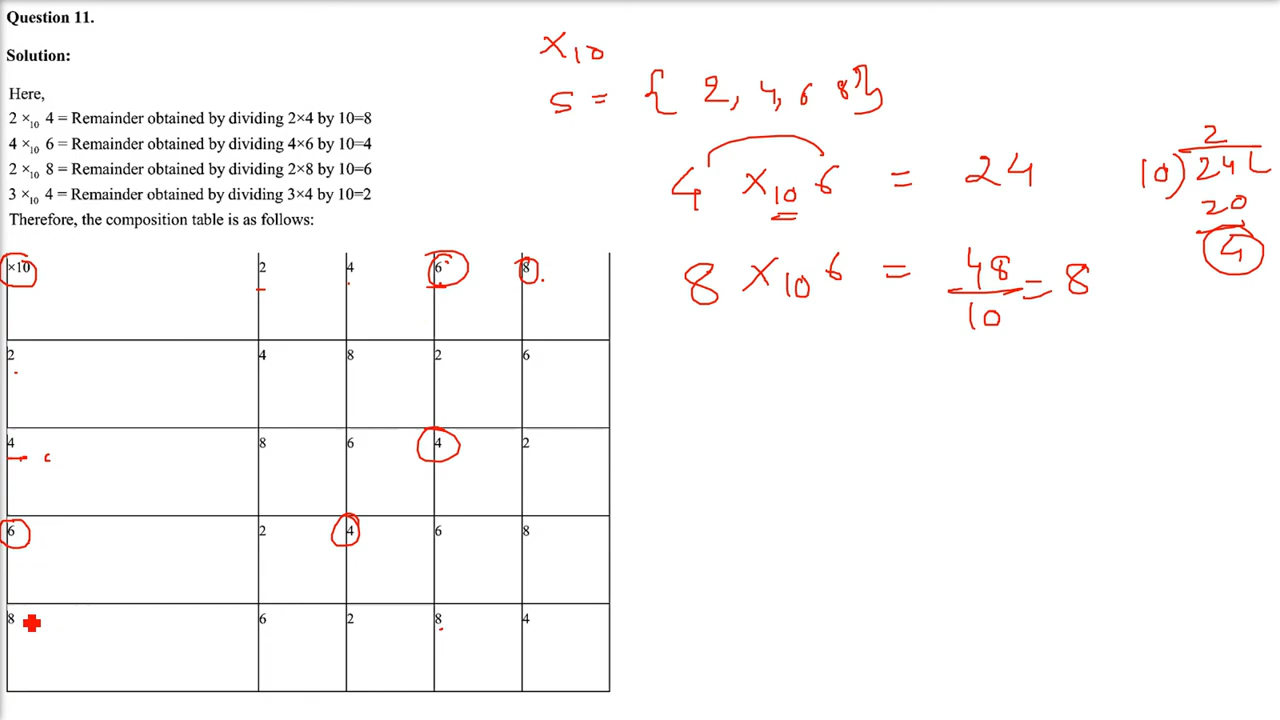 Question 11.
Solution:
Here,
2 ×₁₀ 4 = Remainder obtained by dividing 2×4 by 10=8
4 ×₁₀ 6 = Remainder obtained by dividing 4×6 by 10=4
2 ×₁₀ 8 = Remainder obtained by dividing 2×8 by 10=6
3 ×₁₀ 4 = Remainder obtained by dividing 3×4 by 10=2
Therefore, the composition table is as follows:
×10 2 4 6 8
2 4 8 2 6
4 8 6 4 2
6 2 4 6 8
8 6 2 8 4
×₁₀
S = { 2, 4, 6 8}
4 ×₁₀ 6 = 24
8 ×₁₀ 6 = 48/10 = 8
2
10) 24 (
20
4